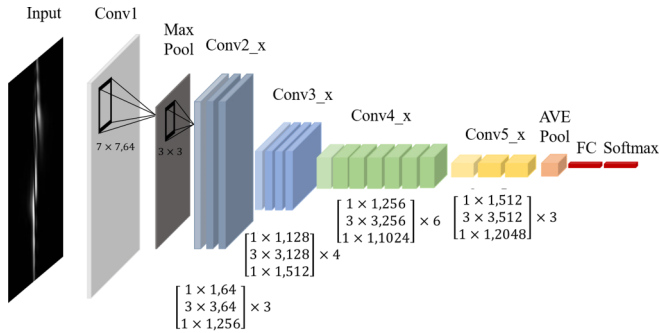 Input
Conv1
Max
Pool
Conv2_x
Conv3_x
Conv4_x
Conv5_x
AVE
Pool
FC
Softmax
7 × 7,64
3 × 3
[1 × 1,64
3 × 3,64
1 × 1,256] × 3
[1 × 1,128
3 × 3,128
1 × 1,512] × 4
[1 × 1,256
3 × 3,256
1 × 1,1024] × 6
[1 × 1,512
3 × 3,512
1 × 1,2048] × 3